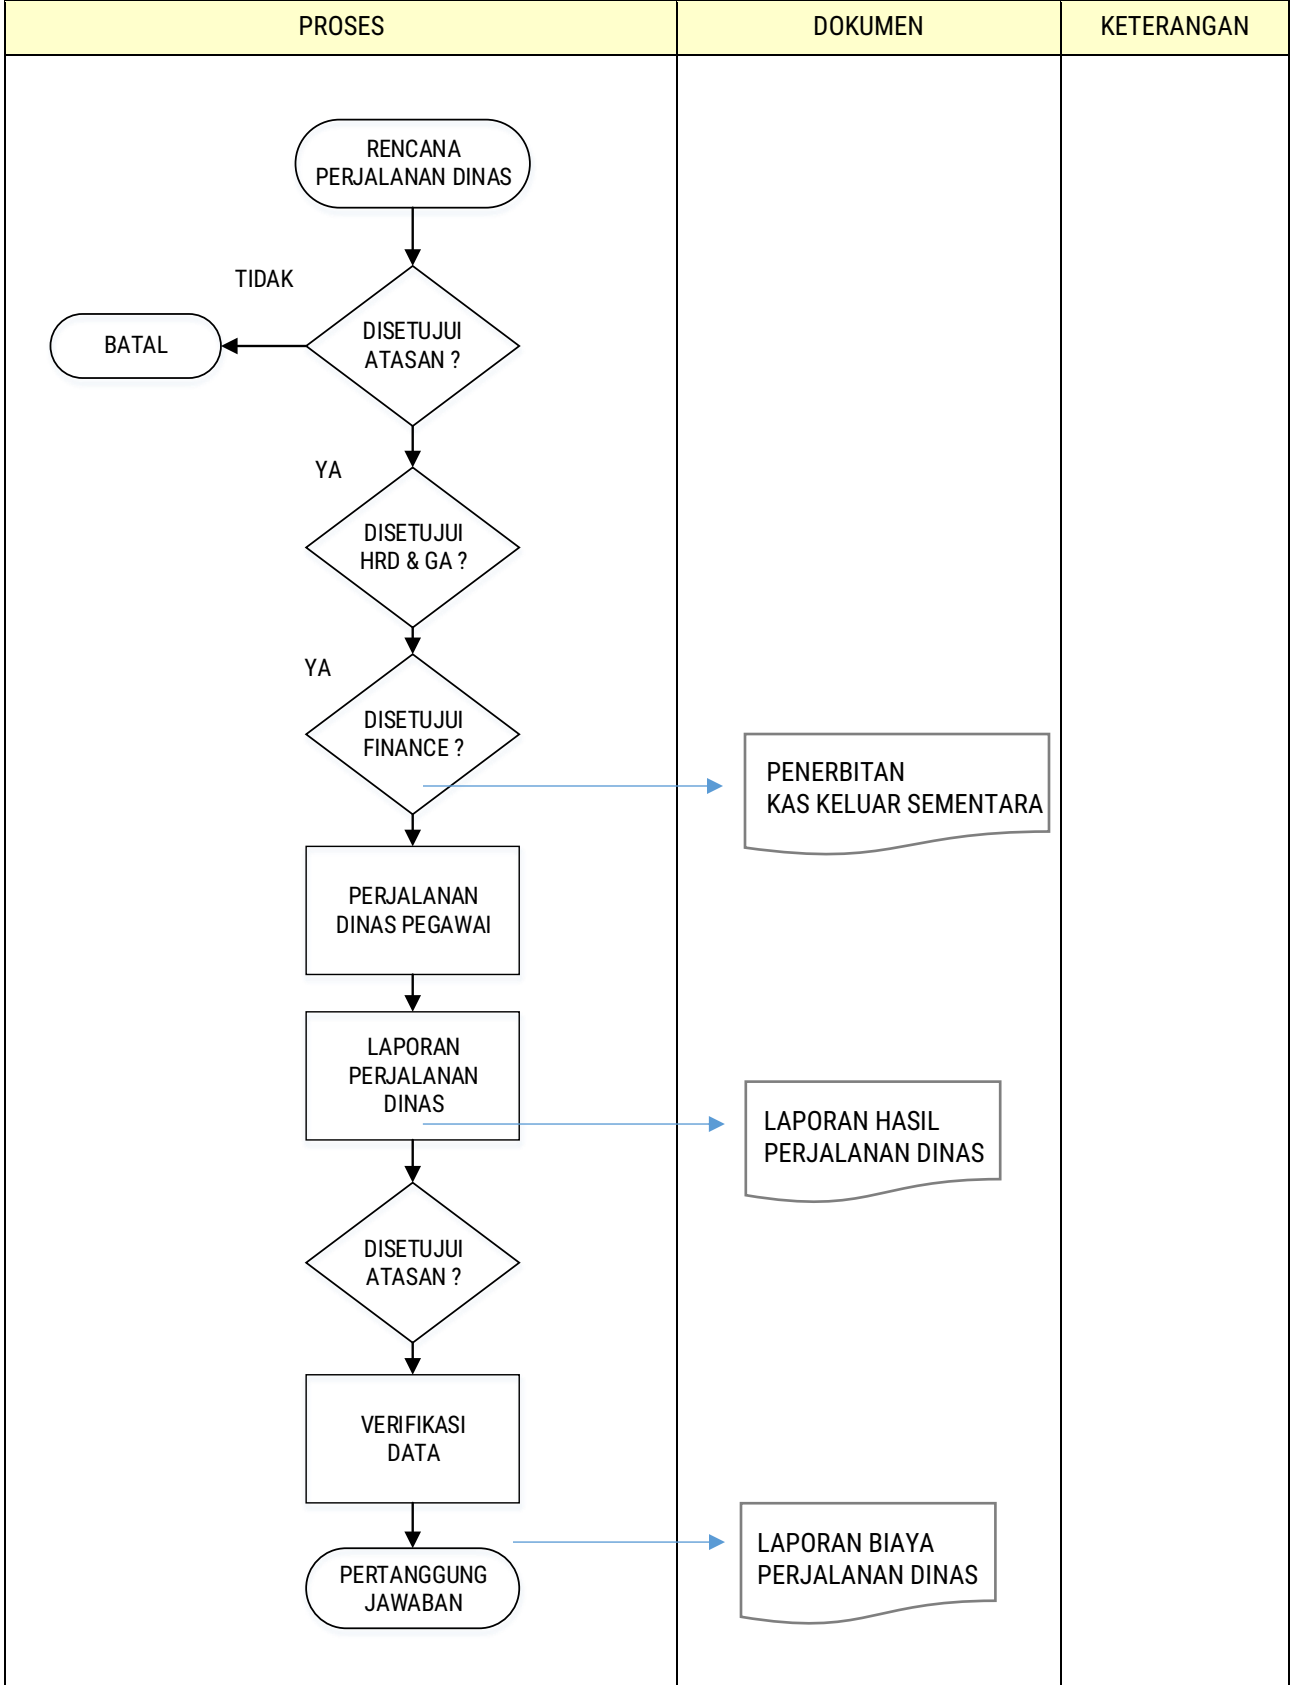 PROSES
DOKUMEN
KETERANGAN
RENCANA
PERJALANAN DINAS
TIDAK
BATAL
DISETUJUI
ATASAN ?
YA
DISETUJUI
HRD & GA ?
YA
DISETUJUI
FINANCE ?
PENERBITAN
KAS KELUAR SEMENTARA
PERJALANAN
DINAS PEGAWAI
LAPORAN
PERJALANAN
DINAS
LAPORAN HASIL
PERJALANAN DINAS
DISETUJUI
ATASAN ?
VERIFIKASI
DATA
LAPORAN BIAYA
PERJALANAN DINAS
PERTANGGUNG
JAWABAN